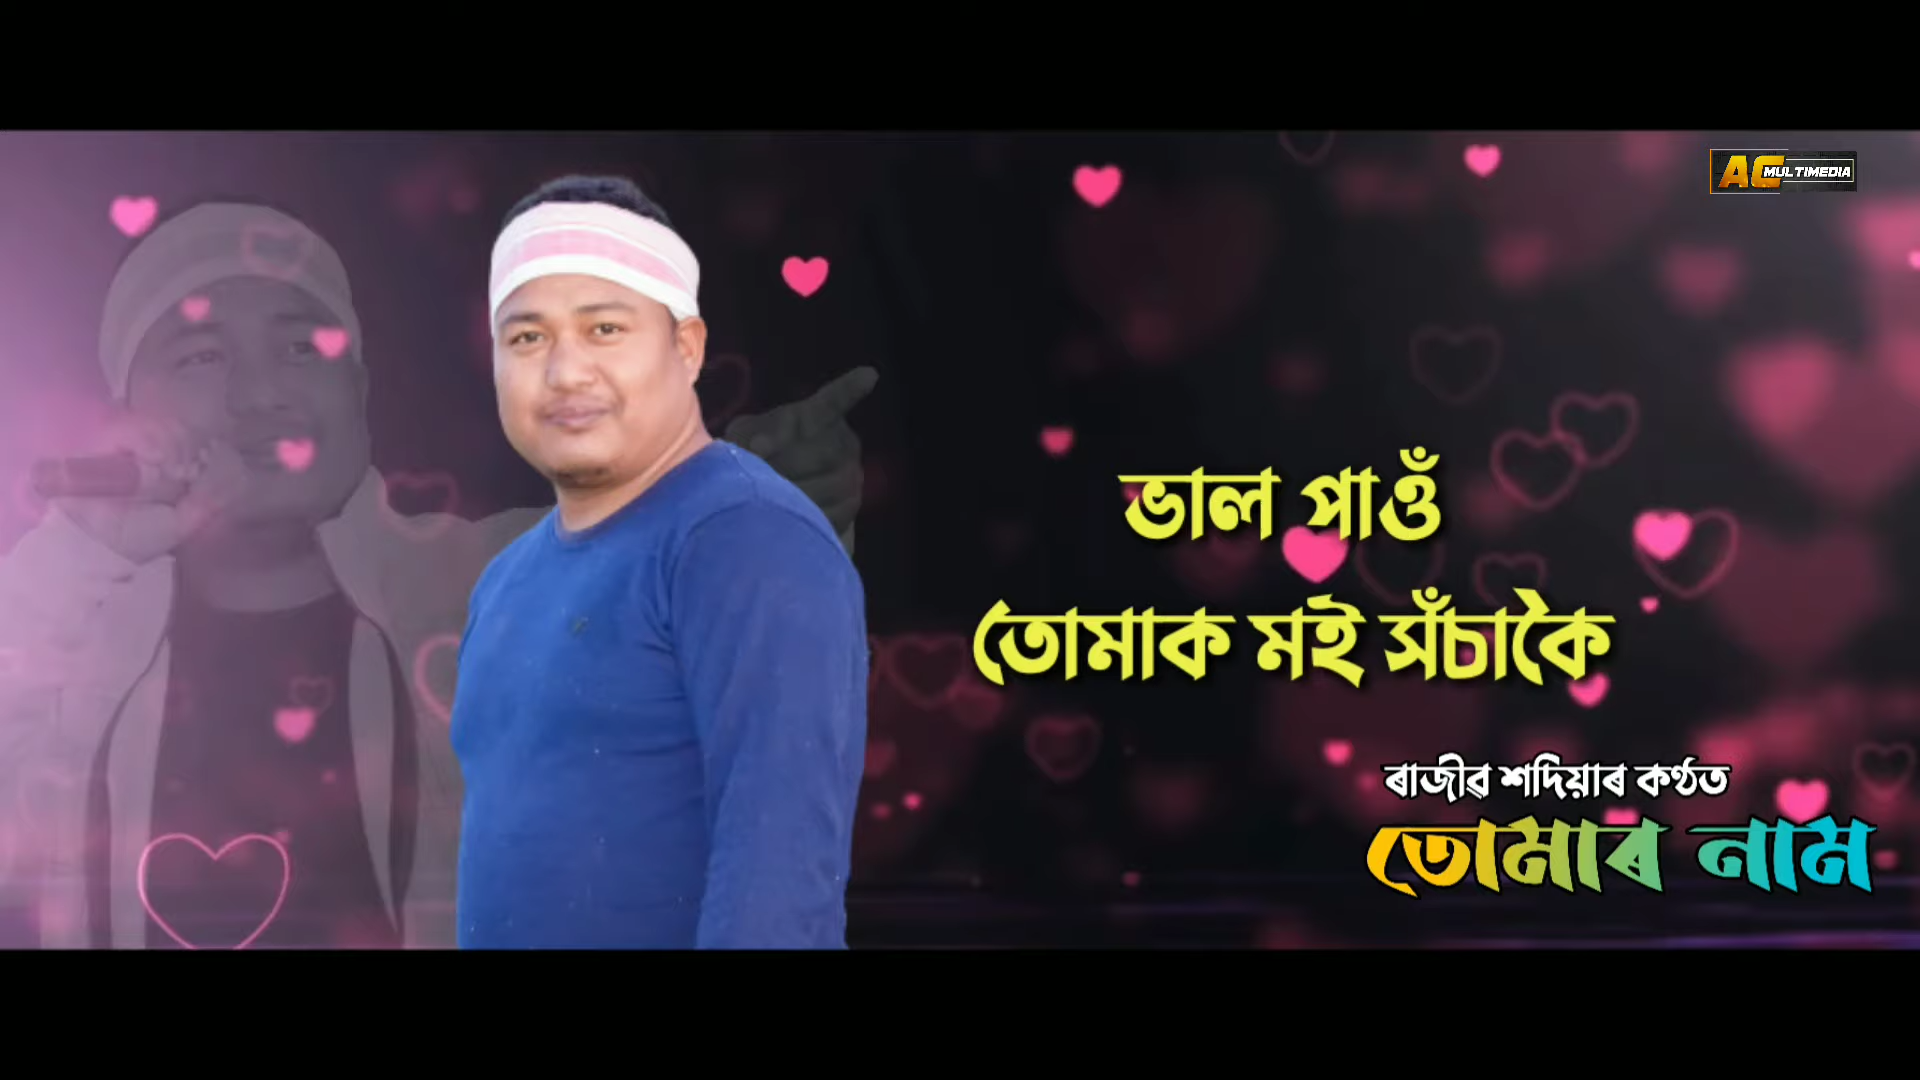 AC MULTIMEDIA
ভাল পাওঁ
তোমাক মই সঁচাকৈ
ৰাজীৱ শদিয়াৰ কণ্ঠত
তোমাৰ নাম